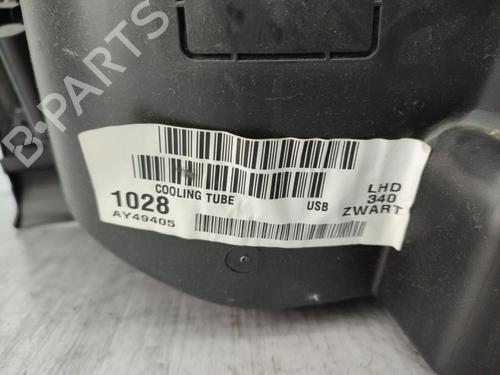 B-PARTS
COOLING TUBE
1028
USB
LHD
340
ZWART
AY49405